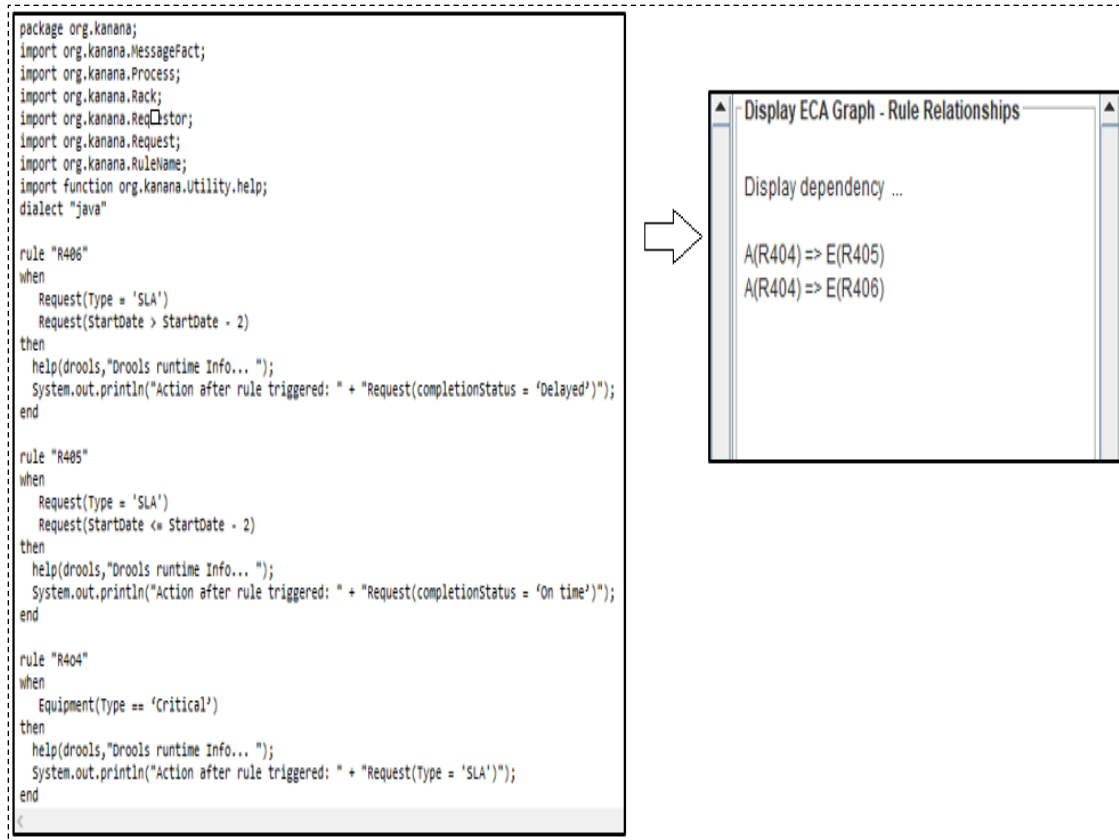 package org.kanana;
import org.kanana.MessageFact;
import org.kanana.Process;
import org.kanana.Rack;
import org.kanana.Requestor;
import org.kanana.Request;
import org.kanana.RuleName;
import function org.kanana.Utility.help;
dialect "java"
rule "R406"
when
Request(Type = 'SLA')
Request(StartDate > StartDate - 2)
then
help(drools,"Drools runtime Info... ");
System.out.println("Action after rule triggered: " + "Request(completionStatus = ‘Delayed’)");
end
rule "R405"
when
Request(Type = 'SLA')
Request(StartDate <= StartDate - 2)
then
help(drools,"Drools runtime Info... ");
System.out.println("Action after rule triggered: " + "Request(completionStatus = ‘On time’)");
end
rule "R4o4"
when
Equipment(Type == ‘Critical’)
then
help(drools,"Drools runtime Info... ");
System.out.println("Action after rule triggered: " + "Request(Type = 'SLA')");
end
Display ECA Graph - Rule Relationships
Display dependency ...
A(R404) => E(R405)
A(R404) => E(R406)